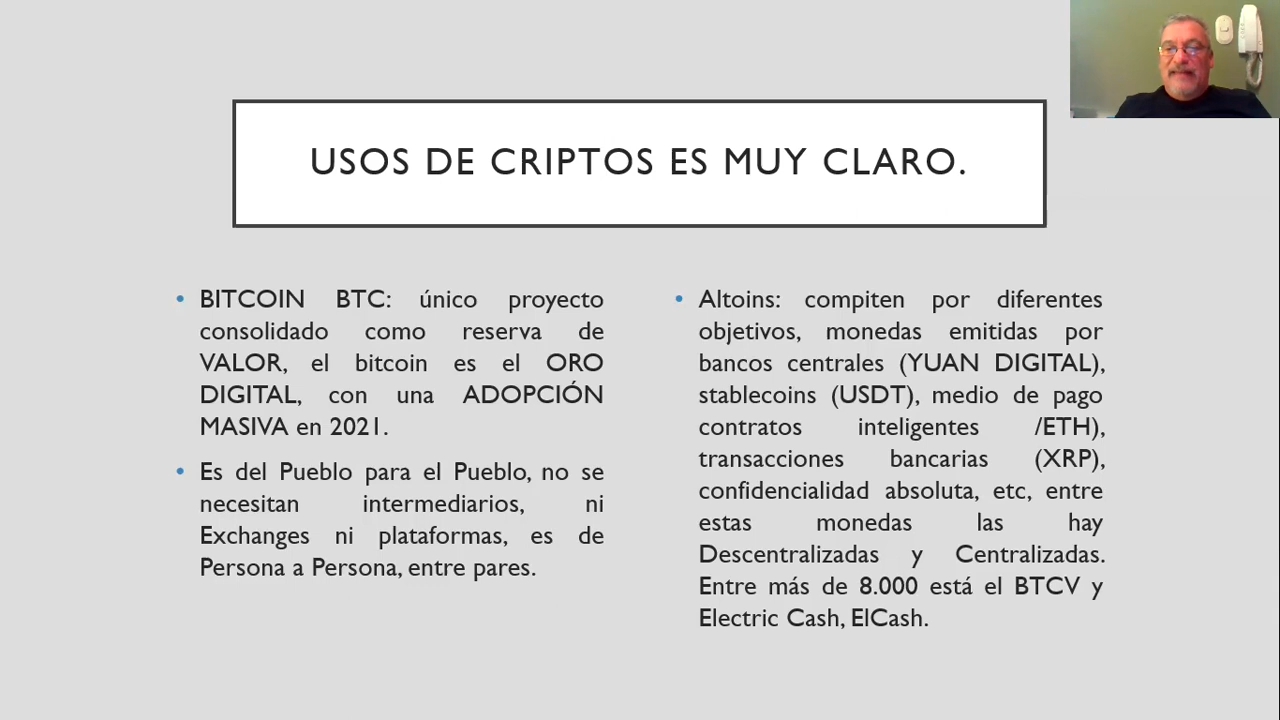 USOS DE CRIPTOS ES MUY CLARO.
• BITCOIN BTC: único proyecto
consolidado como reserva de
VALOR, el bitcoin es el ORO
DIGITAL, con una ADOPCIÓN
MASIVA en 2021.
• Es del Pueblo para el Pueblo, no se
necesitan intermediarios, ni
Exchanges ni plataformas, es de
Persona a Persona, entre pares.
• Altoins: compiten por diferentes
objetivos, monedas emitidas por
bancos centrales (YUAN DIGITAL),
stablecoins (USDT), medio de pago
contratos inteligentes /ETH),
transacciones bancarias (XRP),
confidencialidad absoluta, etc, entre
estas monedas las hay
Descentralizadas y Centralizadas.
Entre más de 8.000 está el BTCV y
Electric Cash, ElCash.